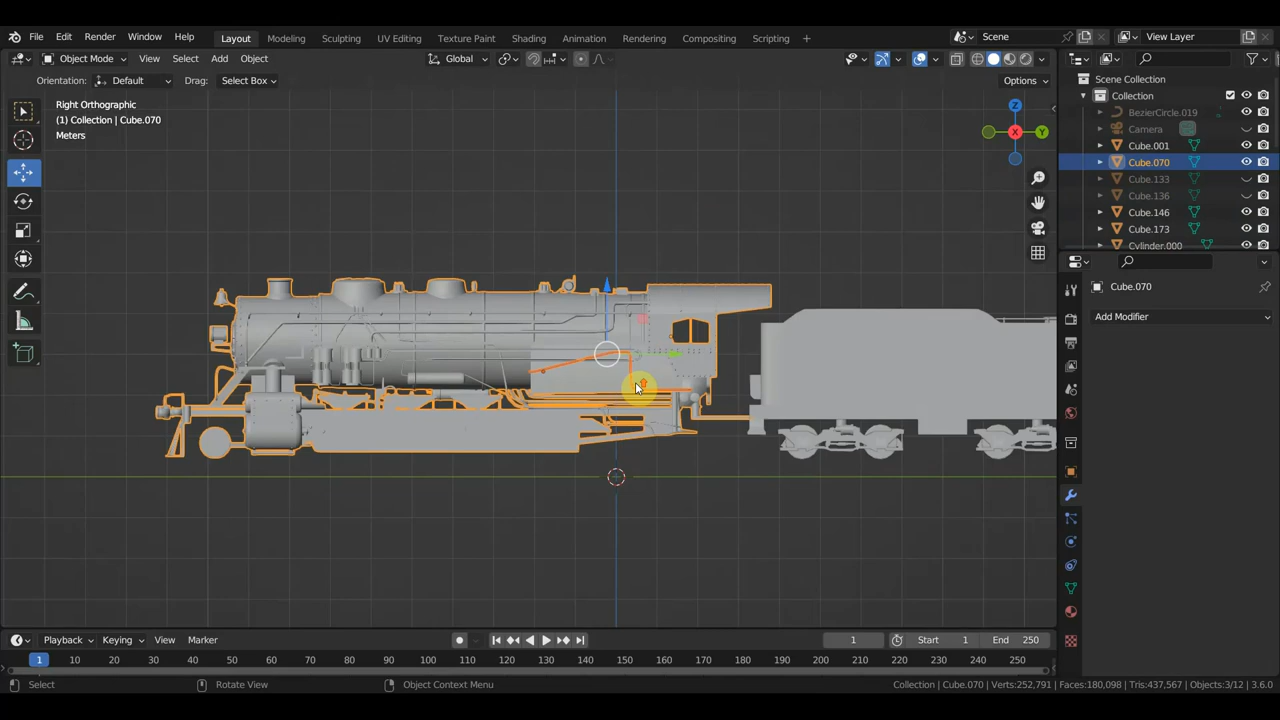 File Edit Render Window Help Layout Modeling Sculpting UV Editing Texture Paint Shading Animation Rendering Compositing Scripting + Scene View Layer
Object Mode View Select Add Object Global
Orientation: Default Drag: Select Box Options
Right Orthographic
(1) Collection | Cube.070
Meters
Z
X
Y
Scene Collection
Collection
BezierCircle.019
Camera
Cube.001
Cube.070
Cube.133
Cube.136
Cube.146
Cube.173
Cylinder.000
Cube.070
Add Modifier
Playback Keying View Marker 1 Start 1 End 250
1 10 20 30 40 50 60 70 80 90 100 110 120 130 140 150 160 170 180 190 200 210 220 230 240 250
Select Rotate View Object Context Menu Collection | Cube.070 | Verts:252,791 | Faces:180,098 | Tris:437,567 | Objects:3/12 | 3.6.0